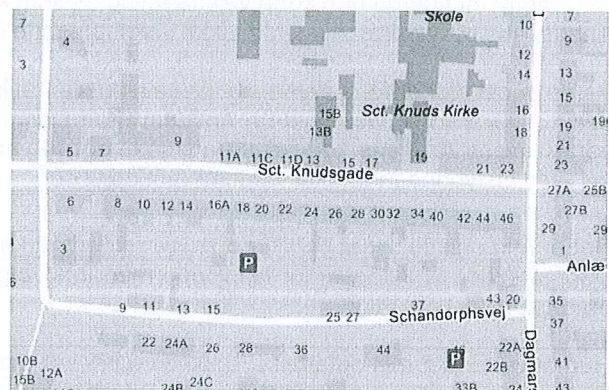 Skole
7
10
7
4
9
3
12
14
13
15
15B
Sct. Knuds Kirke
16
13B
18
19
9
21
5
7
11A 11C 11D 13 15 17 19 21 23 23
Sct. Knudsgade
27A 25B
6 8 10 12 14 16A 18 20 22 24 26 28 30 32 34 40 42 44 46 27B
29 29
3
1
P
Anlæ
37
43 20 35
9 11 13 15
25 27 Schandorphsvej
37
22 24A 26 28 36 44 46 22A
P
Dagmar
10B
22B 41
15B 12A
24B 24C 33B 24 43